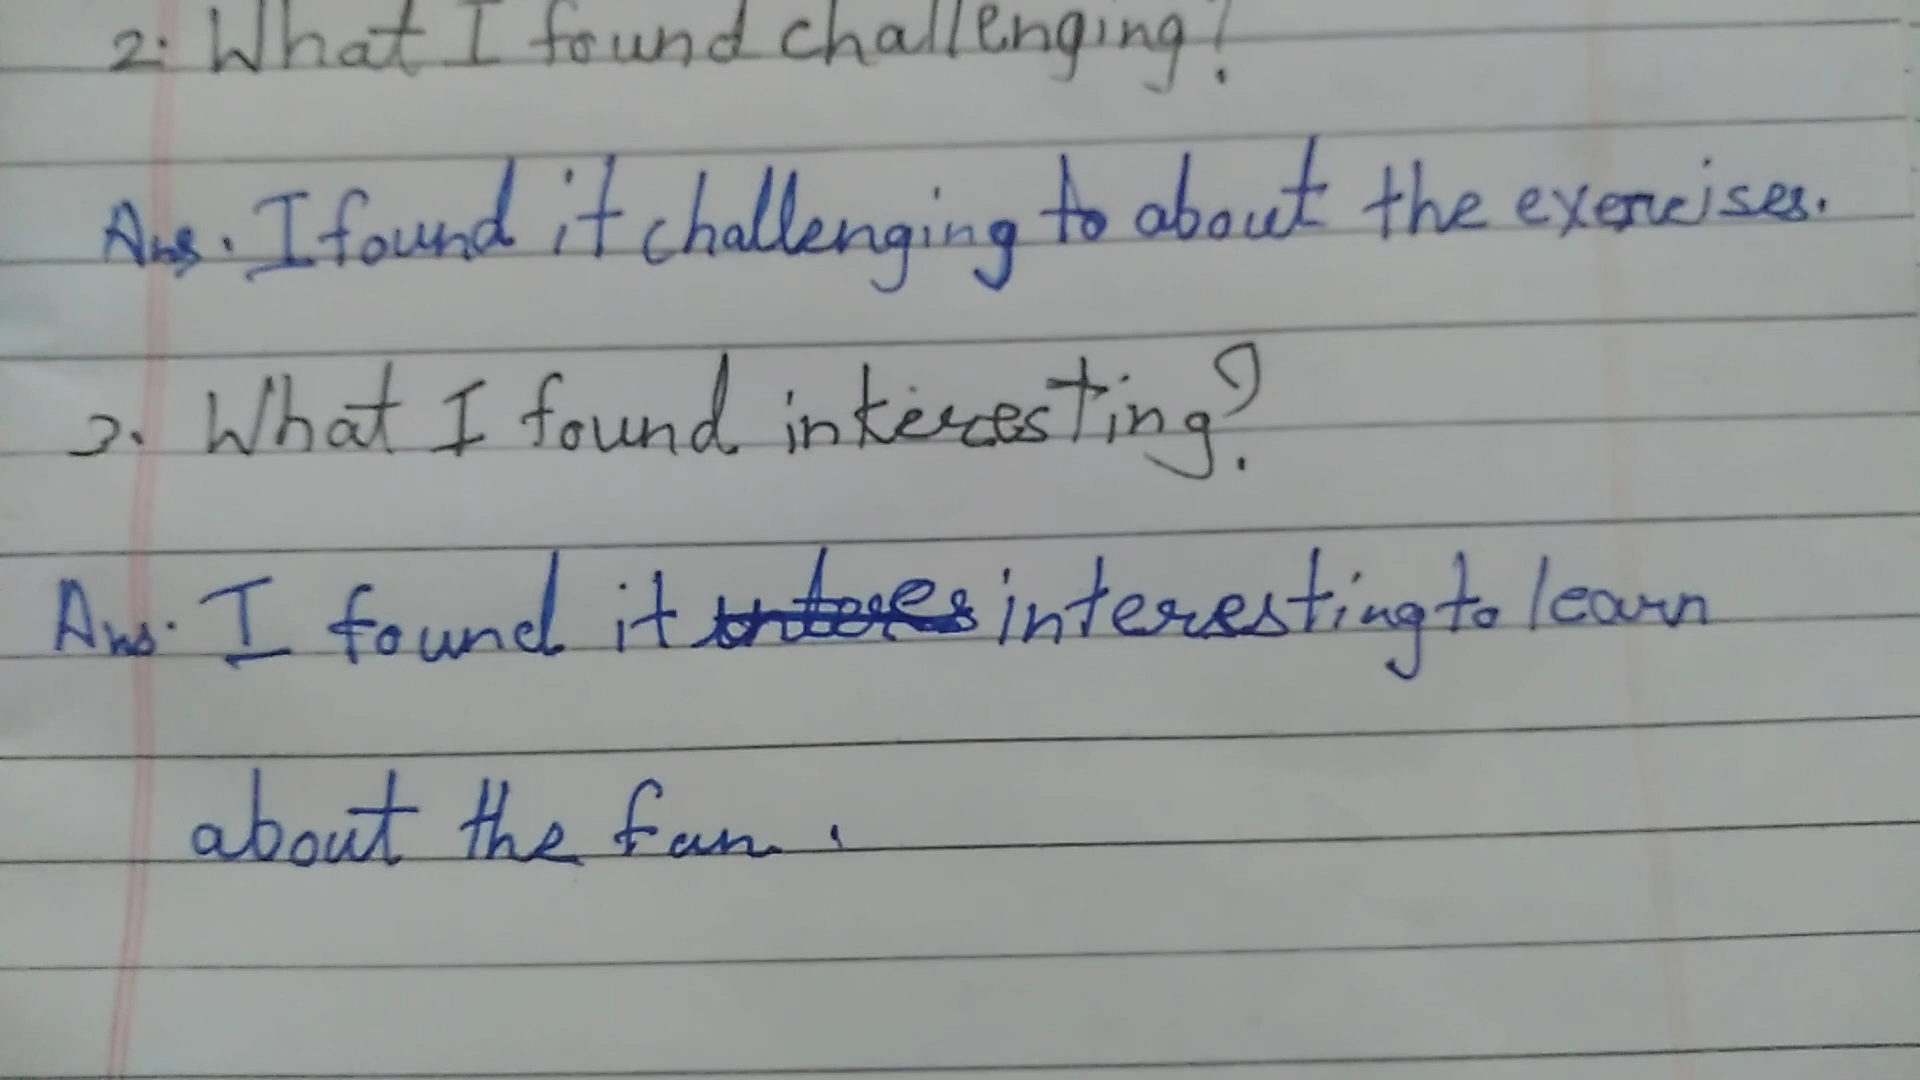 2. What I found challenging?
Ans. I found it challenging to about the exercises.
3. What I found interesting?
Ans. I found it interesting to learn
about the fan.